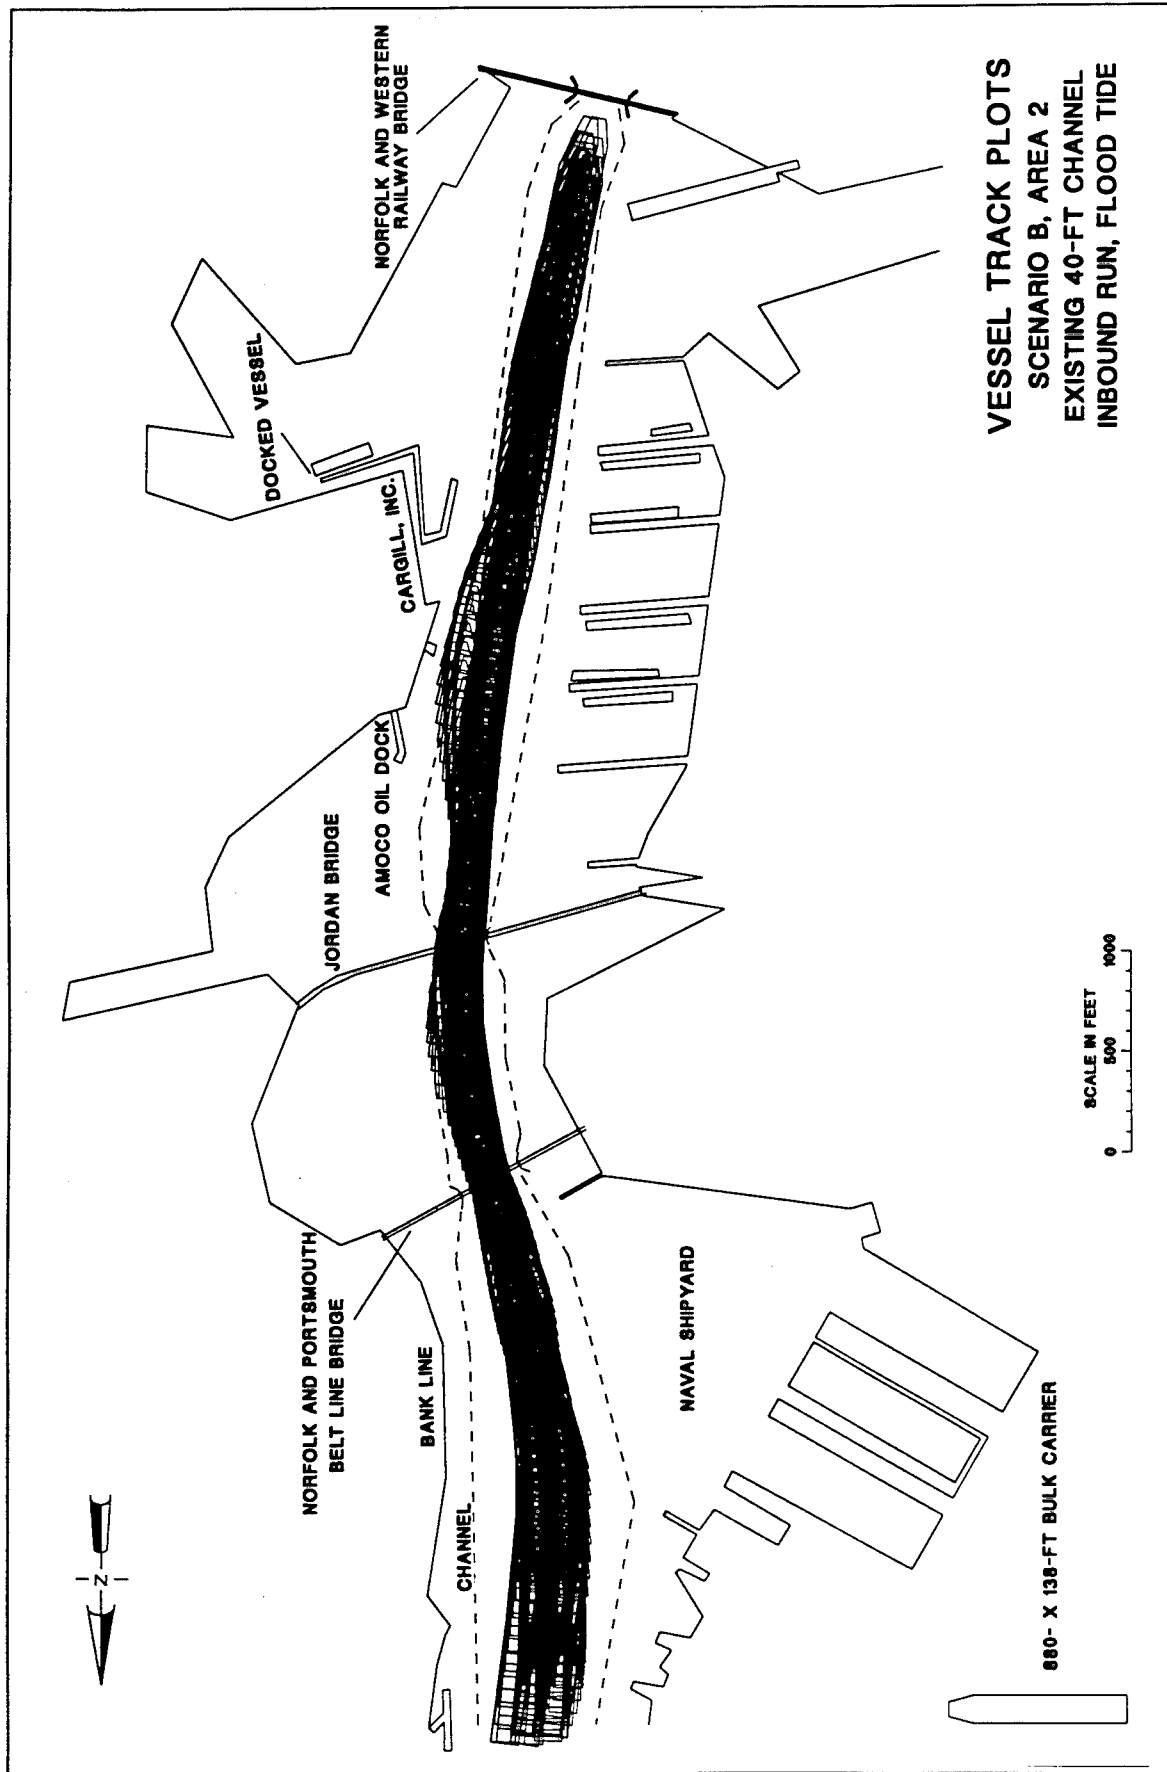 NORFOLK AND WESTERN
RAILWAY BRIDGE
DOCKED VESSEL
CARGILL, INC.
AMOCO OIL DOCK
JORDAN BRIDGE
NORFOLK AND PORTSMOUTH
BELT LINE BRIDGE
BANK LINE
CHANNEL
NAVAL SHIPYARD
N
880- X 138-FT BULK CARRIER
SCALE IN FEET
0 500 1000
VESSEL TRACK PLOTS
SCENARIO B, AREA 2
EXISTING 40-FT CHANNEL
INBOUND RUN, FLOOD TIDE